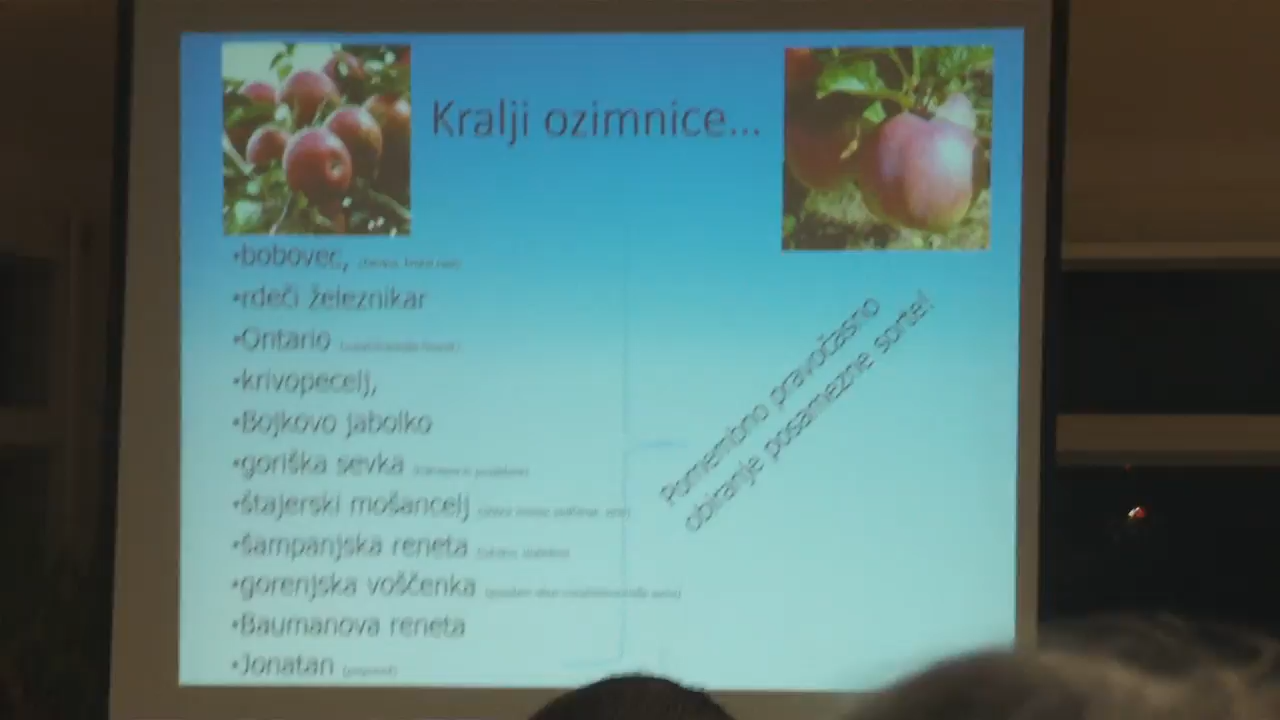 Kralji ozimnice...
•bobovec,
•rdeči železnikar
•Ontario
•krivopecelj,
•Bojkovo jabolko
•goriška sevka
•štajerski mošancelj
•šampanjska reneta
•gorenjska voščenka
•Baumanova reneta
•Jonatan
Pomembno pravočasno
obiranje posamezne sorte!